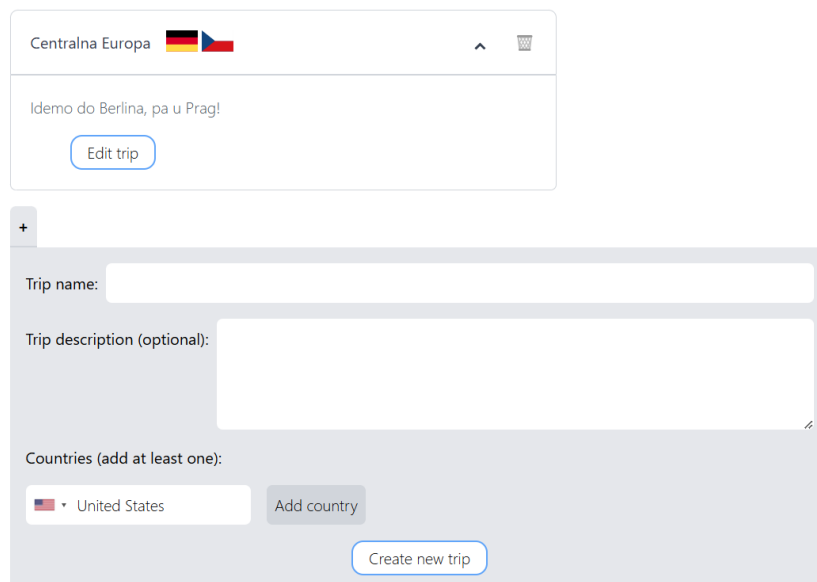 Centralna Europa
Idemo do Berlina, pa u Prag!
Edit trip
+
Trip name:
Trip description (optional):
Countries (add at least one):
United States
Add country
Create new trip